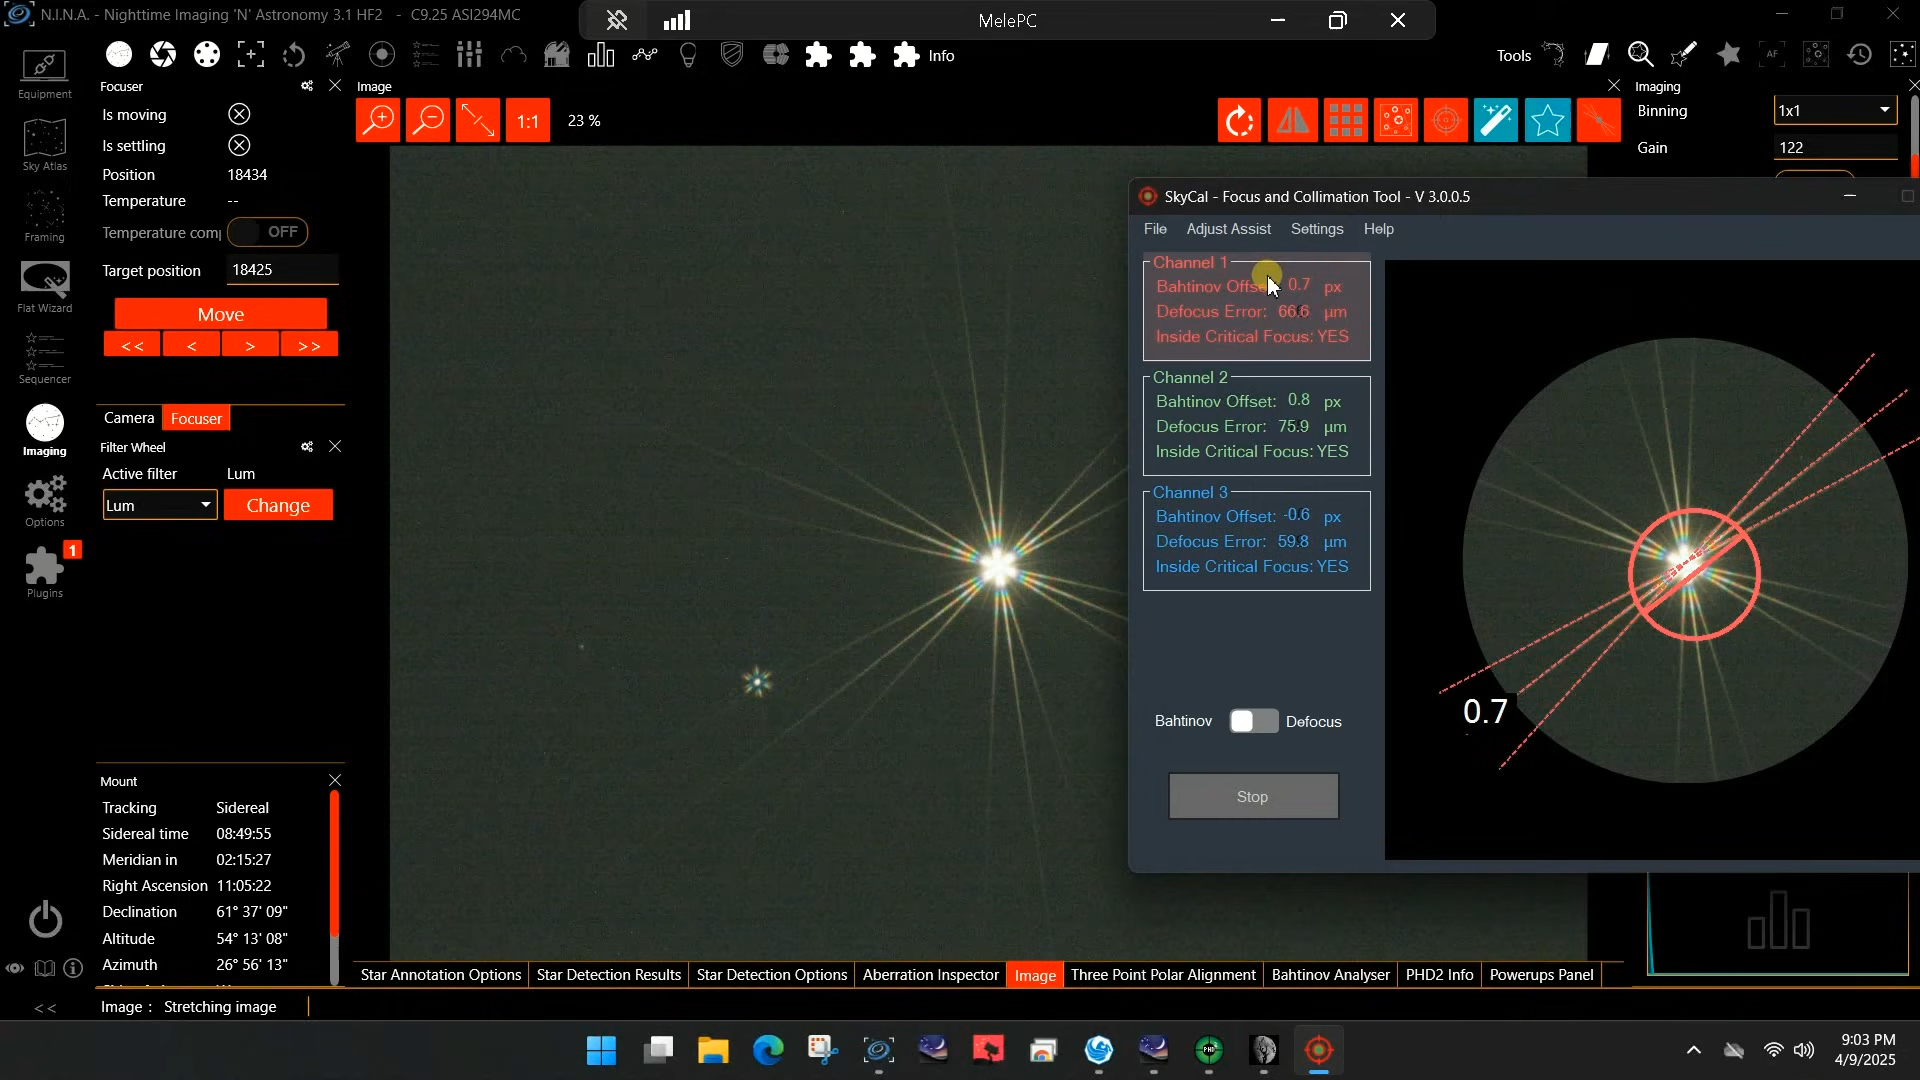 N.I.N.A. - Nighttime Imaging 'N' Astronomy 3.1 HF2 - C9.25 ASI294MC
MelePC
Info
Tools
Equipment
Sky Atlas
Framing
Flat Wizard
Sequencer
Imaging
Options
1
Plugins
Focuser
Is moving
Is settling
Position 18434
Temperature --
Temperature com OFF
Target position 18425
Move
<< < > >>
Camera Focuser
Filter Wheel
Active filter Lum
Lum Change
Mount
Tracking Sidereal
Sidereal time 08:49:55
Meridian in 02:15:27
Right Ascension 11:05:22
Declination 61° 37' 09"
Altitude 54° 13' 08"
Azimuth 26° 56' 13"
Image
1:1 23 %
AF
Imaging
Binning 1x1
Gain 122
SkyCal - Focus and Collimation Tool - V 3.0.0.5
File Adjust Assist Settings Help
Channel 1
Bahtinov Offse 0.7 px
Defocus Error: 66.6 µm
Inside Critical Focus: YES
Channel 2
Bahtinov Offset: 0.8 px
Defocus Error: 75.9 µm
Inside Critical Focus: YES
Channel 3
Bahtinov Offset: -0.6 px
Defocus Error: 59.8 µm
Inside Critical Focus: YES
Bahtinov Defocus
Stop
0.7
Star Annotation Options Star Detection Results Star Detection Options Aberration Inspector Image Three Point Polar Alignment Bahtinov Analyser PHD2 Info Powerups Panel
<< Image : Stretching image
PHD
9:03 PM
4/9/2025